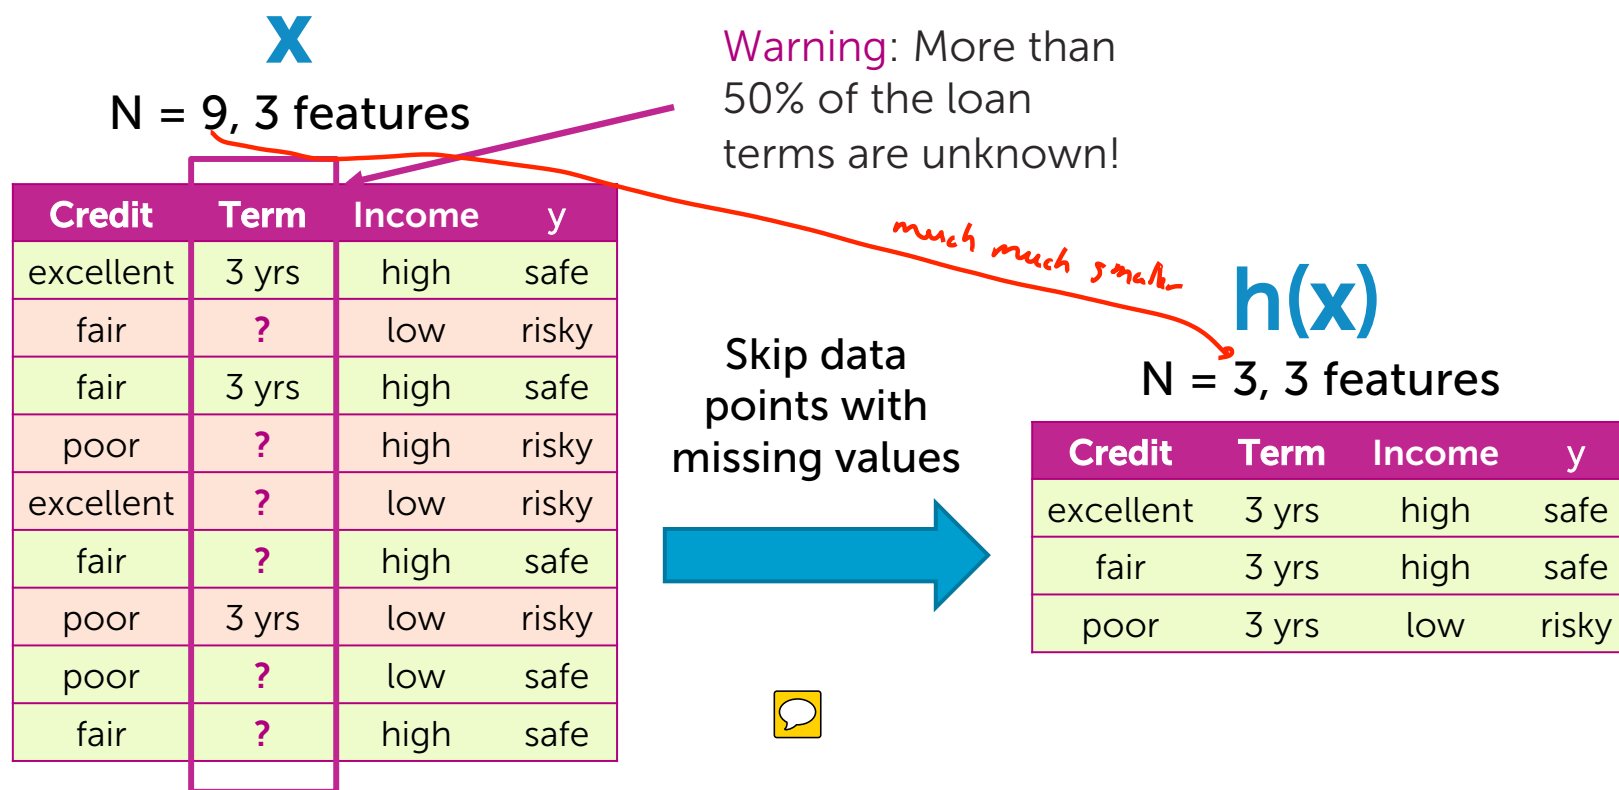 x
N = 9, 3 features
Warning: More than
50% of the loan
terms are unknown!
Credit Term Income y
excellent 3 yrs high safe
fair ? low risky
fair 3 yrs high safe
poor ? high risky
excellent ? low risky
fair ? high safe
poor 3 yrs low risky
poor ? low safe
fair ? high safe
much much smaller
Skip data
points with
missing values
h(x)
N = 3, 3 features
Credit Term Income y
excellent 3 yrs high safe
fair 3 yrs high safe
poor 3 yrs low risky